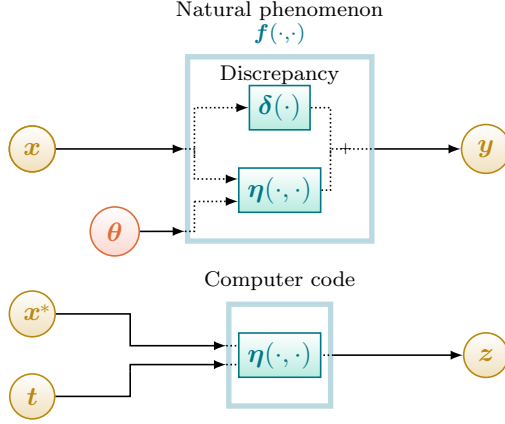 Natural phenomenon
f(·,·)
Discrepancy
δ(·)
x
+
y
η(·,·)
θ
Computer code
x*
η(·,·)
z
t